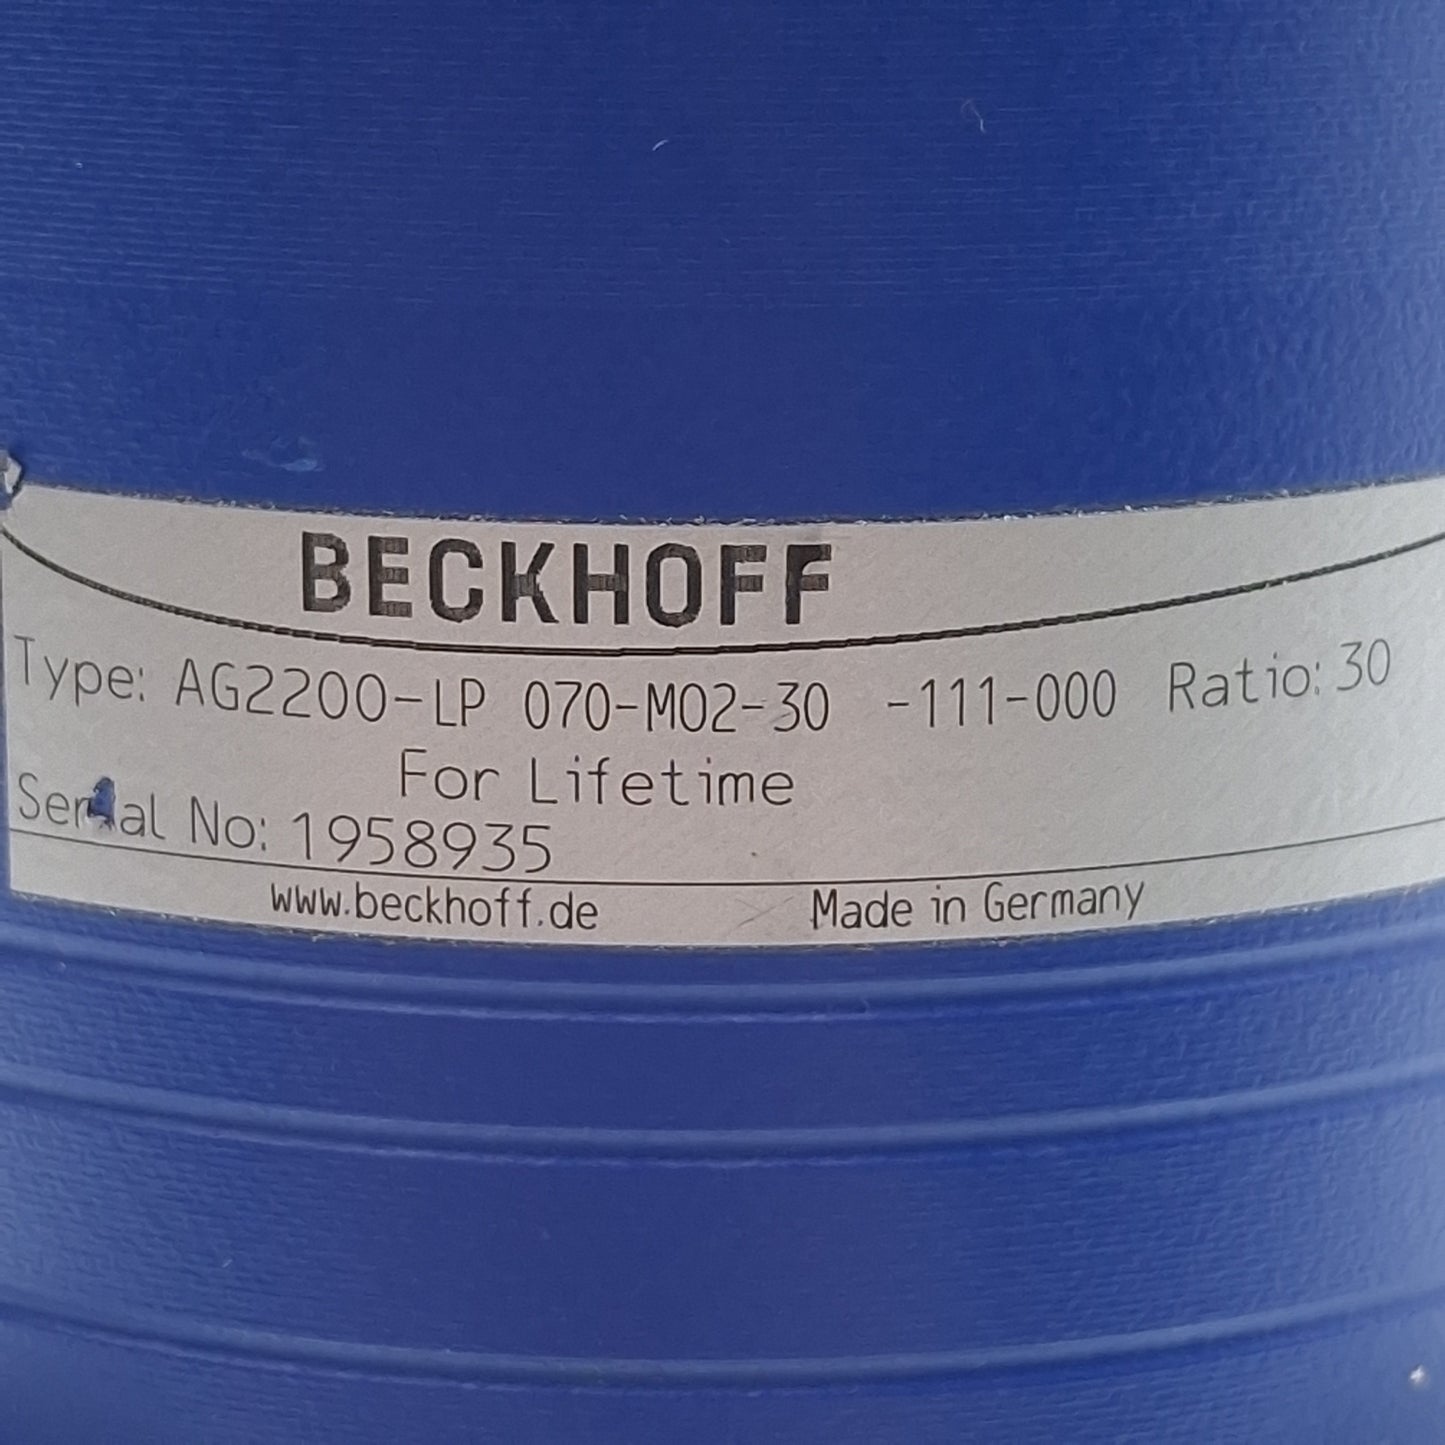 BECKHOFF
Type: AG2200-LP 070-M02-30 -111-000 Ratio: 30
For Lifetime
Serial No: 1958935
www.beckhoff.de Made in Germany